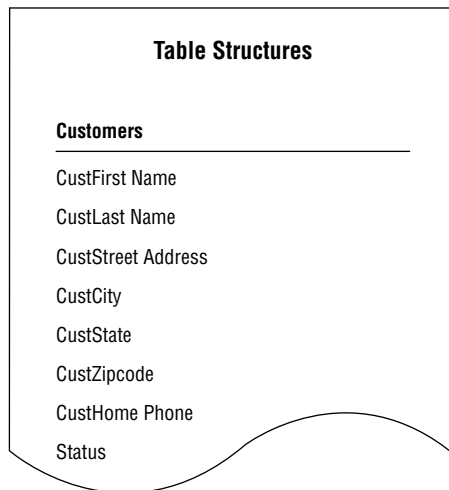 Table Structures
Customers
CustFirst Name
CustLast Name
CustStreet Address
CustCity
CustState
CustZipcode
CustHome Phone
Status